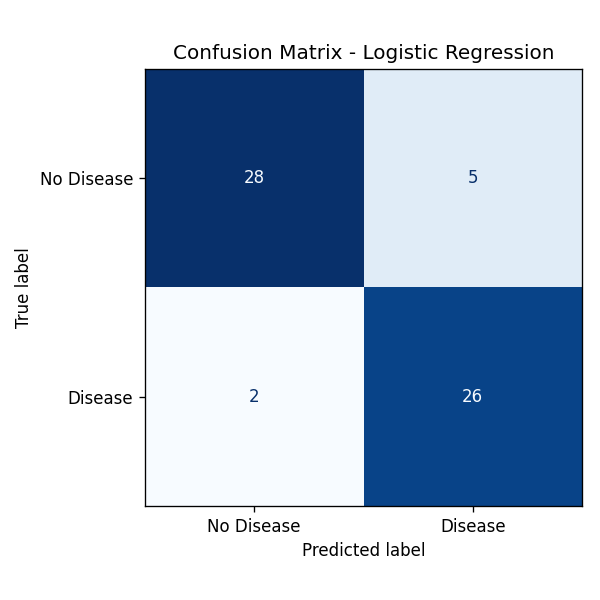 Confusion Matrix - Logistic Regression
True label
No Disease
28
5
Disease
2
26
No Disease
Disease
Predicted label